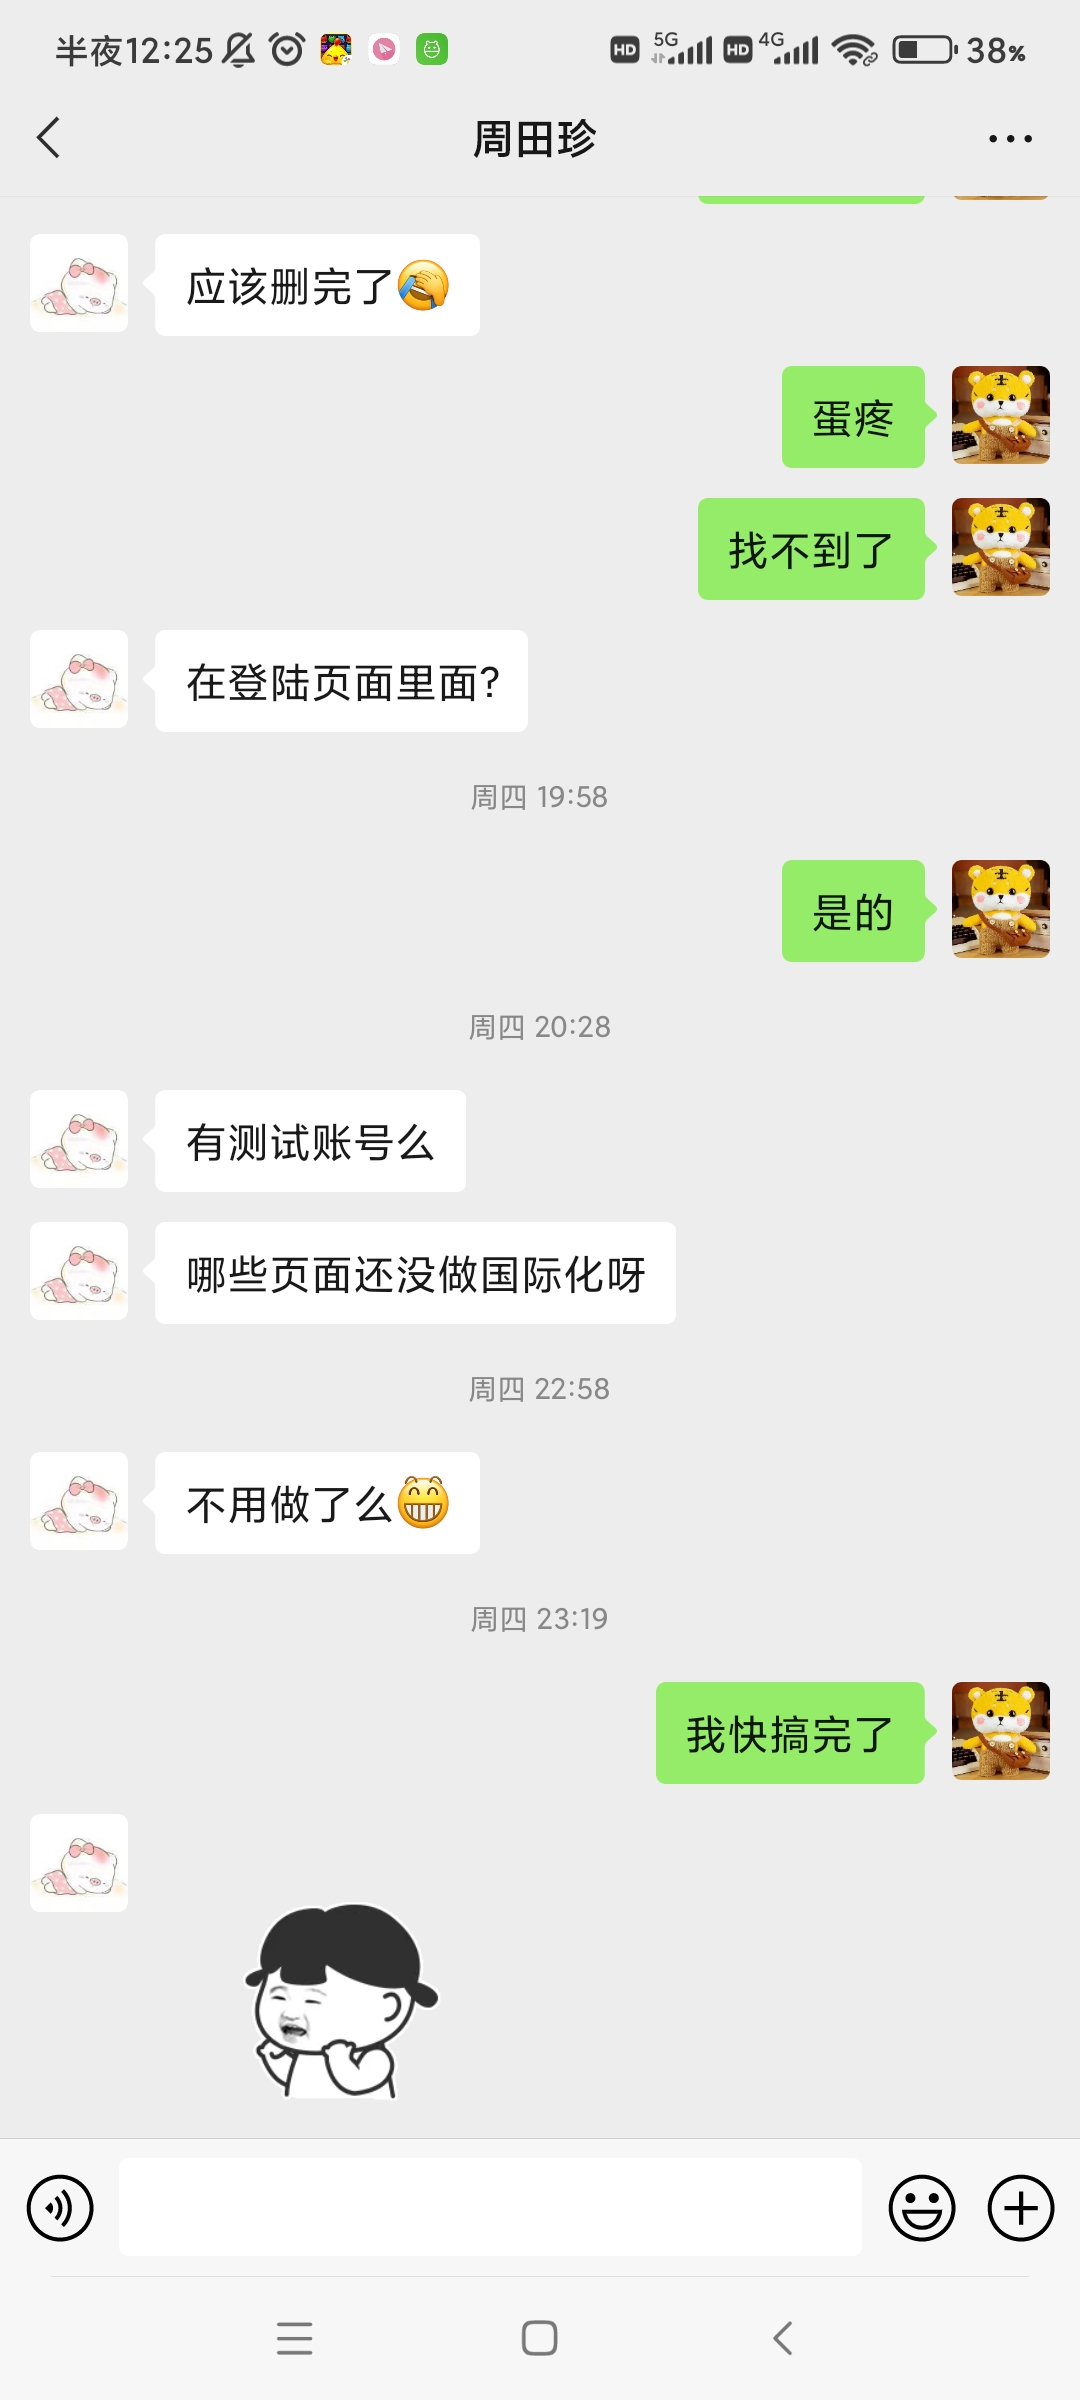 半夜12:25
HD 5G HD 4G 38%
周田珍
应该删完了
蛋疼
找不到了
在登陆页面里面?
周四 19:58
是的
周四 20:28
有测试账号么
哪些页面还没做国际化呀
周四 22:58
不用做了么
周四 23:19
我快搞完了